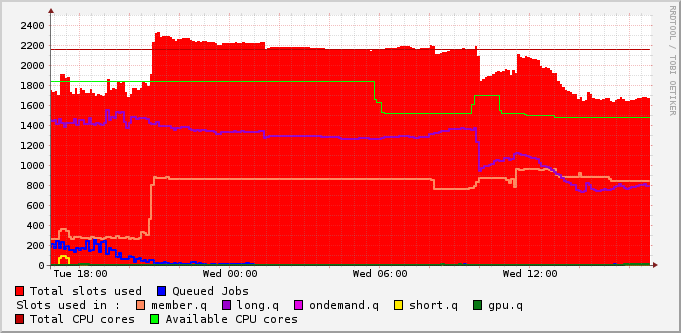 2400
2200
2000
1800
1600
1400
1200
1000
800
600
400
200
0
Tue 18:00 Wed 00:00 Wed 06:00 Wed 12:00
Total slots used Queued Jobs
Slots used in : member.q long.q ondemand.q short.q gpu.q
Total CPU cores Available CPU cores
RRDTOOL / TOBI OETIKER